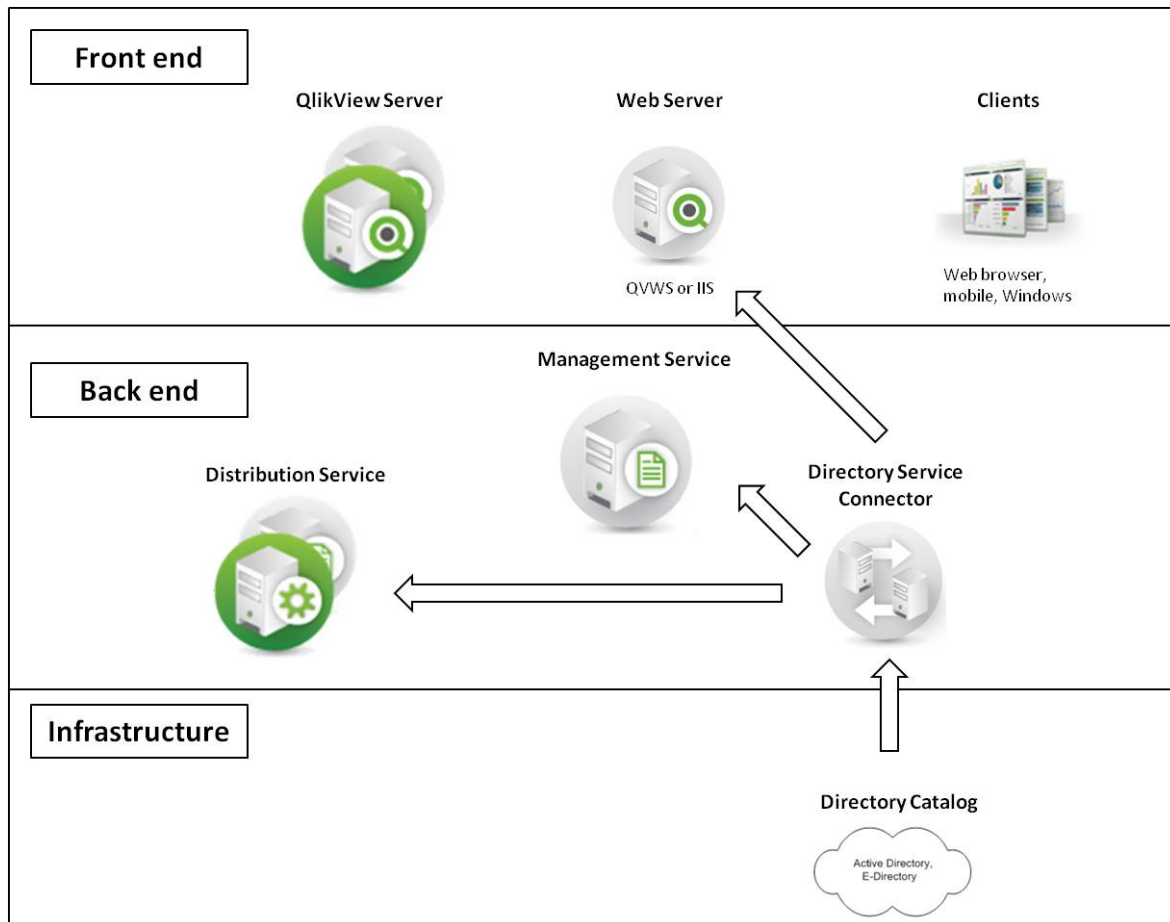 Front end
QlikView Server
Web Server
Clients
QVWS or IIS
Web browser,
mobile, Windows
Back end
Management Service
Distribution Service
Directory Service
Connector
Infrastructure
Directory Catalog
Active Directory,
E-Directory